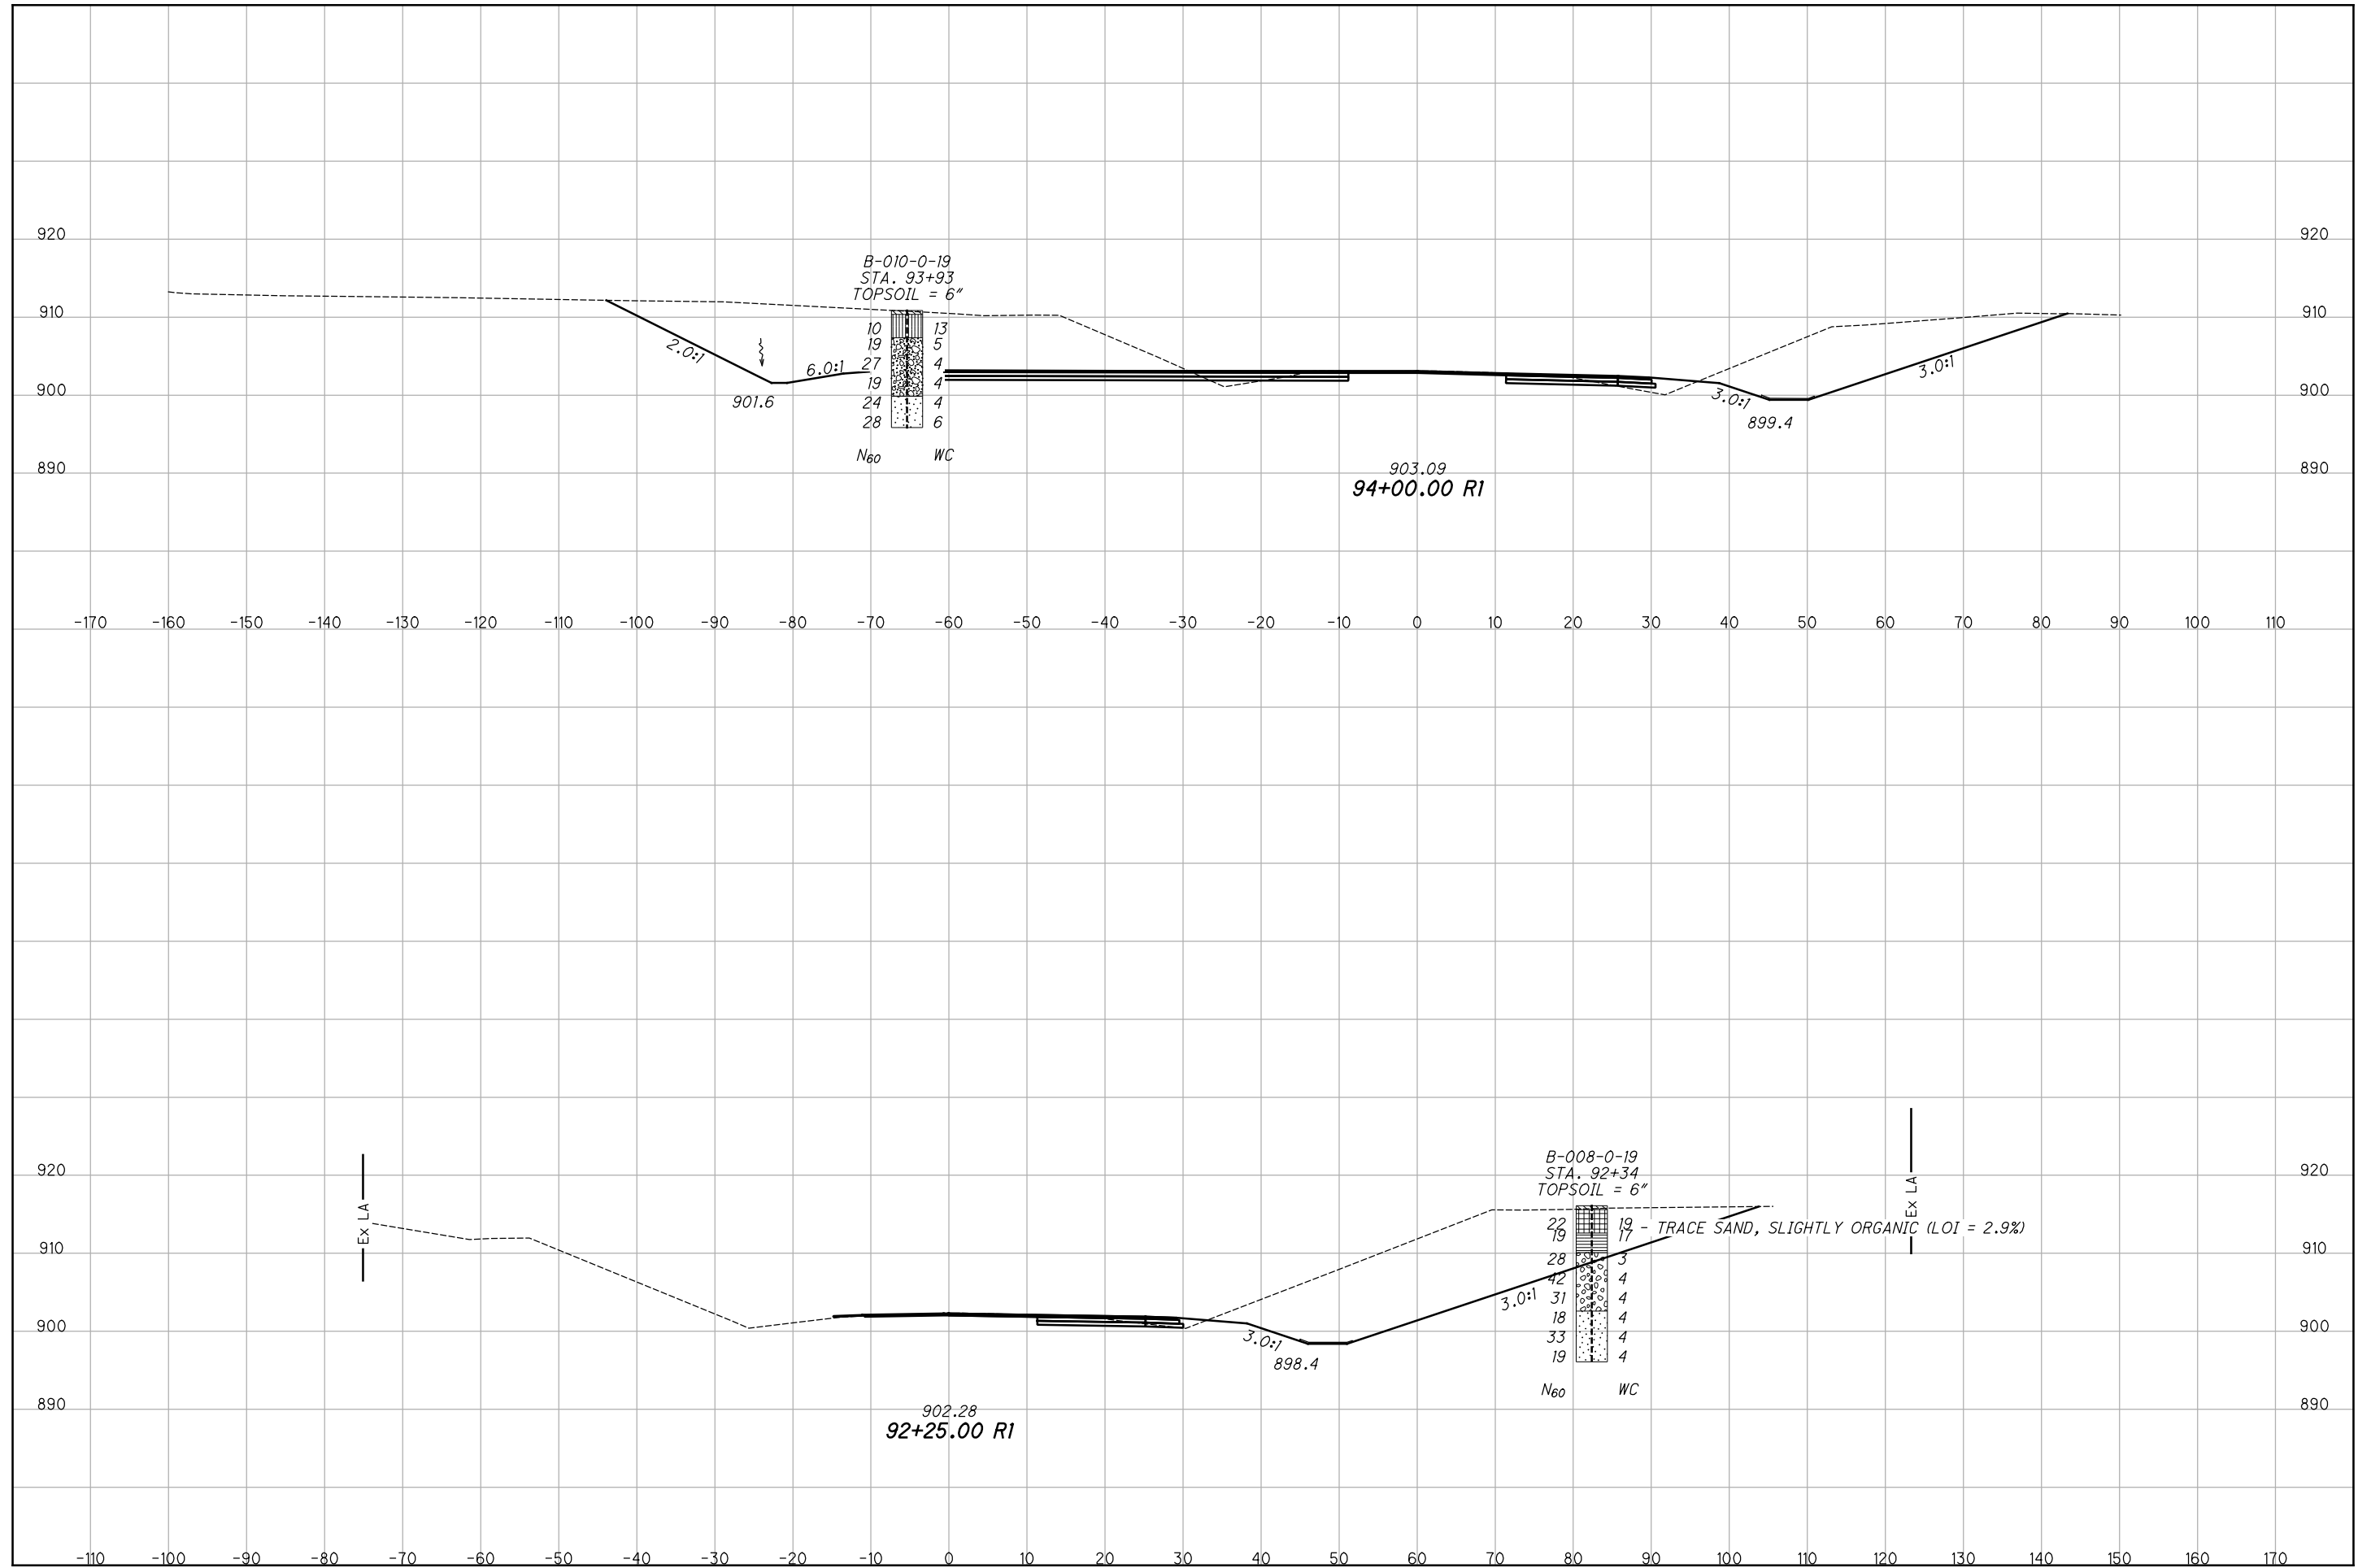 920 920
B-010-0-19
STA. 93+93
TOPSOIL = 6"
910 910
10 13
19 5
2.0:1
6.0:1 27 4
3.0:1
19 4
900 900
901.6
24 4
3.0:1
28 6
899.4
N60 WC
890 890
903.09
94+00.00 R1
-170 -160 -150 -140 -130 -120 -110 -100 -90 -80 -70 -60 -50 -40 -30 -20 -10 0 10 20 30 40 50 60 70 80 90 100 110
B-008-0-19
920 920
STA. 92+34
TOPSOIL = 6"
Ex LA
Ex LA
22 19 - TRACE SAND, SLIGHTLY ORGANIC (LOI = 2.9%)
19 17
910 910
28 3
42 4
3.0:1
31 4
18 4
900 900
3.0:1
33 4
898.4
19 4
N60 WC
890 890
902.28
92+25.00 R1
-110 -100 -90 -80 -70 -60 -50 -40 -30 -20 -10 0 10 20 30 40 50 60 70 80 90 100 110 120 130 140 150 160 170